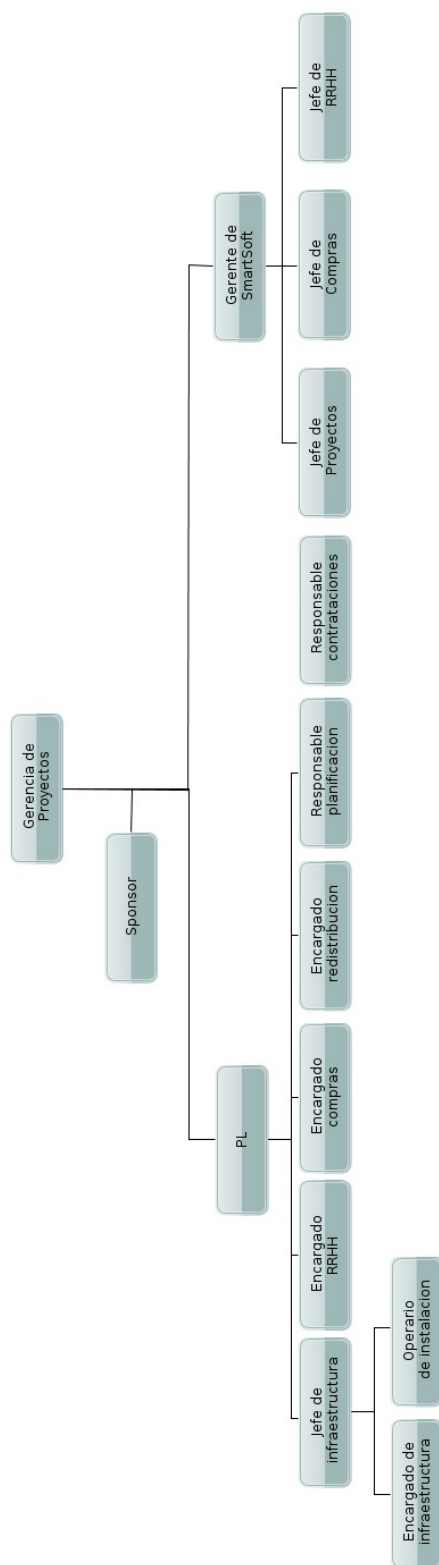 Gerencia de
Proyectos
Sponsor
PL
Gerente de
SmartSoft
Jefe de
infraestructura
Encargado
RRHH
Encargado
compras
Encargado
redistribucion
Responsable
planificacion
Responsable
contrataciones
Jefe de
Proyectos
Jefe de
Compras
Jefe de
RRHH
Encargado de
infraestructura
Operario
de instalacion